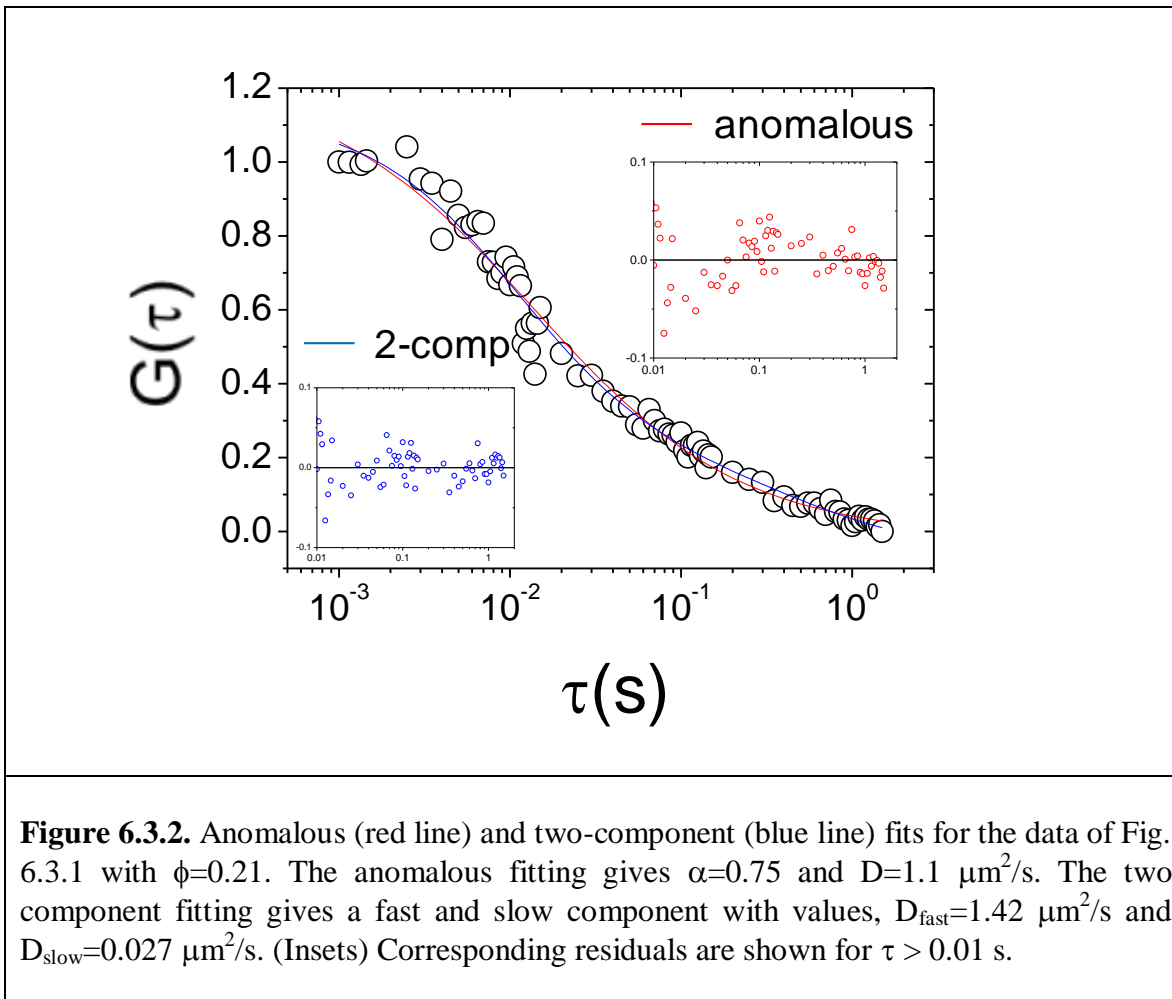 1.2
1.0
0.8
0.6
0.4
0.2
0.0
G(τ)
anomalous
0.1
0.0
-0.1
0.01 0.1 1
2-comp
0.1
0.0
-0.1
0.01 0.1 1
10⁻³ 10⁻² 10⁻¹ 10⁰
τ(s)
Figure 6.3.2. Anomalous (red line) and two-component (blue line) fits for the data of Fig.
6.3.1 with ϕ=0.21. The anomalous fitting gives α=0.75 and D=1.1 μm²/s. The two
component fitting gives a fast and slow component with values, Dfast=1.42 μm²/s and
Dslow=0.027 μm²/s. (Insets) Corresponding residuals are shown for τ > 0.01 s.